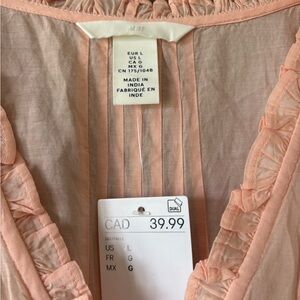 EUR L
US L
CA G
MX G
CN 175/104B
MADE IN
INDIA
FABRIQUÉ EN
INDE
DUAL
CAD 39.99
US L
FR G
MX G